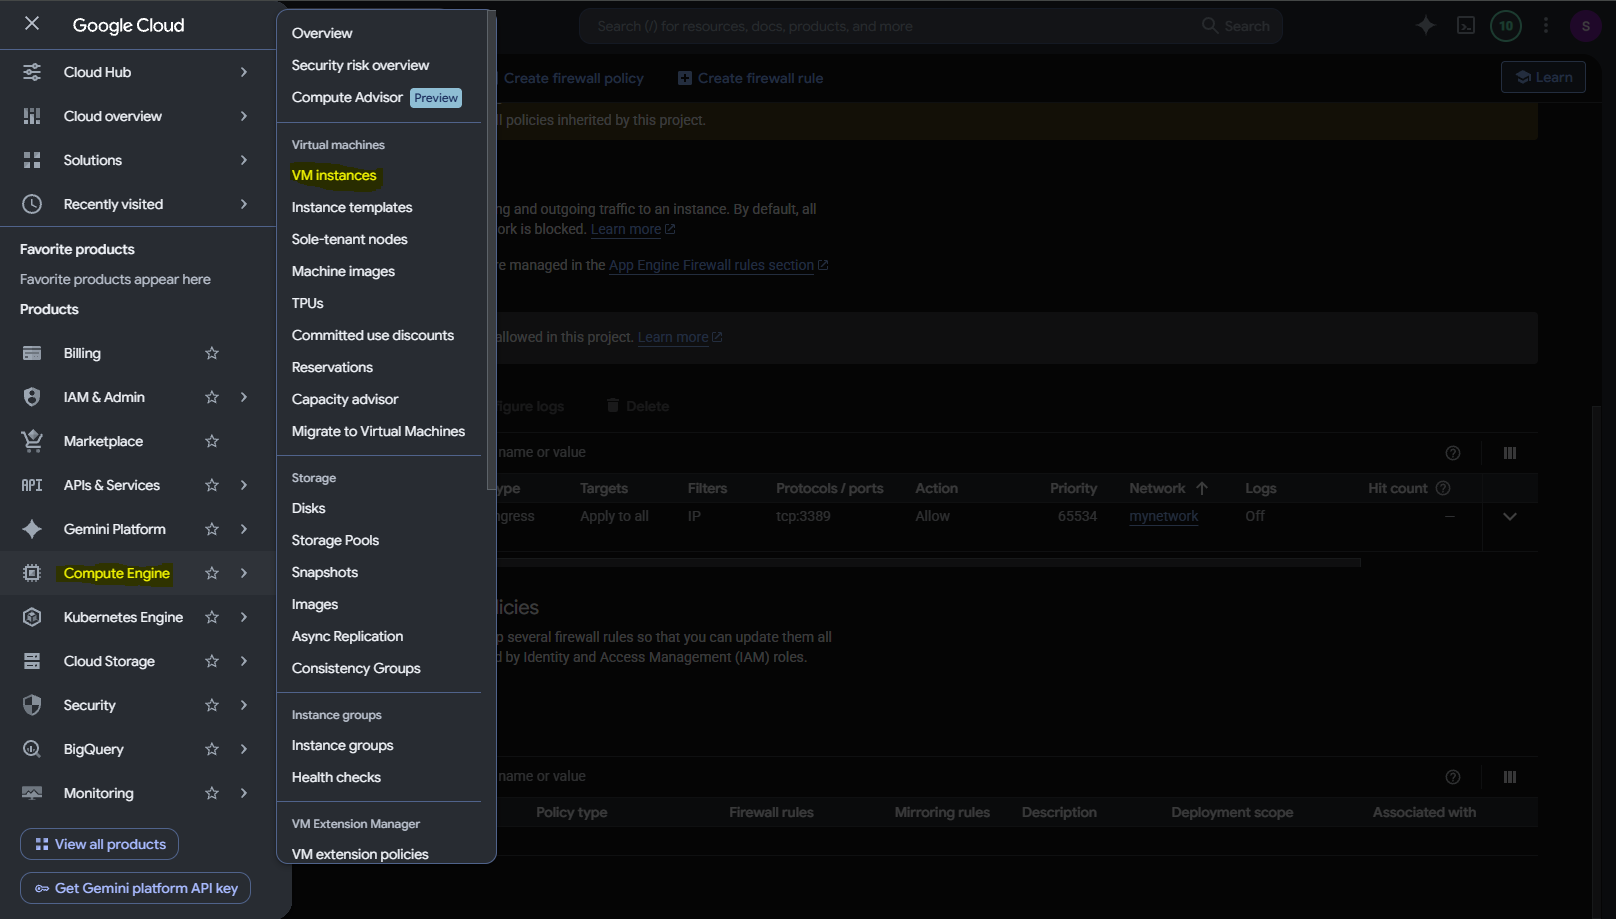 Google Cloud
Cloud Hub
Cloud overview
Solutions
Recently visited
Favorite products
Favorite products appear here
Products
Billing
IAM & Admin
Marketplace
API APIs & Services
Gemini Platform
Compute Engine
Kubernetes Engine
Cloud Storage
Security
BigQuery
Monitoring
View all products
Get Gemini platform API key
Overview
Security risk overview
Compute Advisor Preview
Virtual machines
VM instances
Instance templates
Sole-tenant nodes
Machine images
TPUs
Committed use discounts
Reservations
Capacity advisor
Migrate to Virtual Machines
Storage
Disks
Storage Pools
Snapshots
Images
Async Replication
Consistency Groups
Instance groups
Instance groups
Health checks
VM Extension Manager
VM extension policies
Search (/) for resources, docs, products, and more Search
10
S
Create firewall policy Create firewall rule Learn
policies inherited by this project.
and outgoing traffic to an instance. By default, all
is blocked. Learn more
managed in the App Engine Firewall rules section
allowed in this project. Learn more
igure logs Delete
name or value
ype Targets Filters Protocols / ports Action Priority Network Logs Hit count
ngress Apply to all IP tcp:3389 Allow 65534 mynetwork Off —
licies
several firewall rules so that you can update them all
by Identity and Access Management (IAM) roles.
name or value
Policy type Firewall rules Mirroring rules Description Deployment scope Associated with